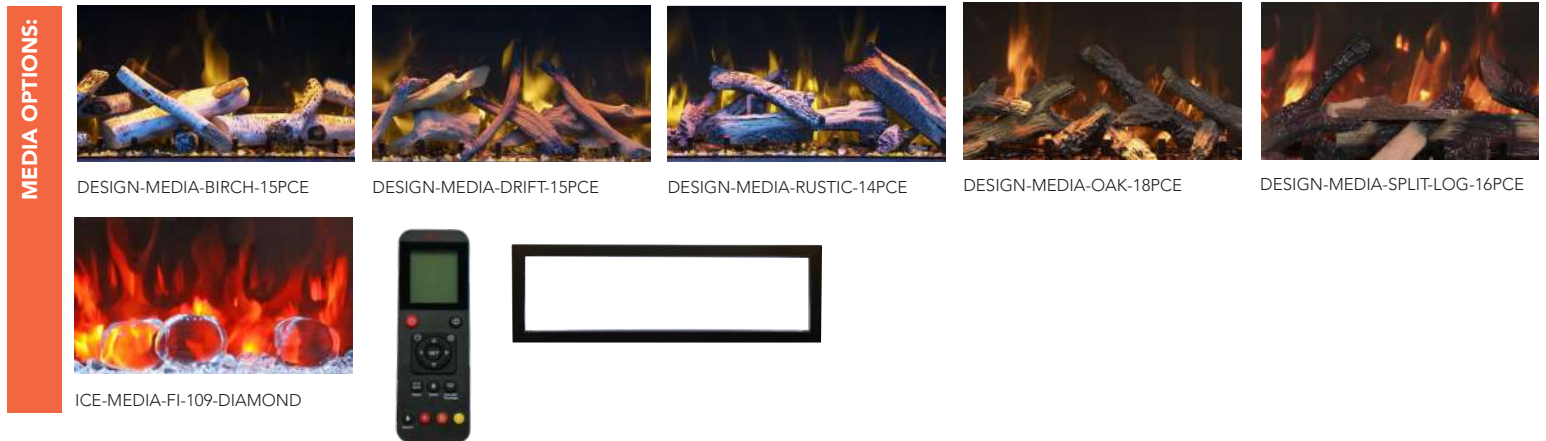 MEDIA OPTIONS:
DESIGN-MEDIA-BIRCH-15PCE
DESIGN-MEDIA-DRIFT-15PCE
DESIGN-MEDIA-RUSTIC-14PCE
DESIGN-MEDIA-OAK-18PCE
DESIGN-MEDIA-SPLIT-LOG-16PCE
ICE-MEDIA-FI-109-DIAMOND
SET